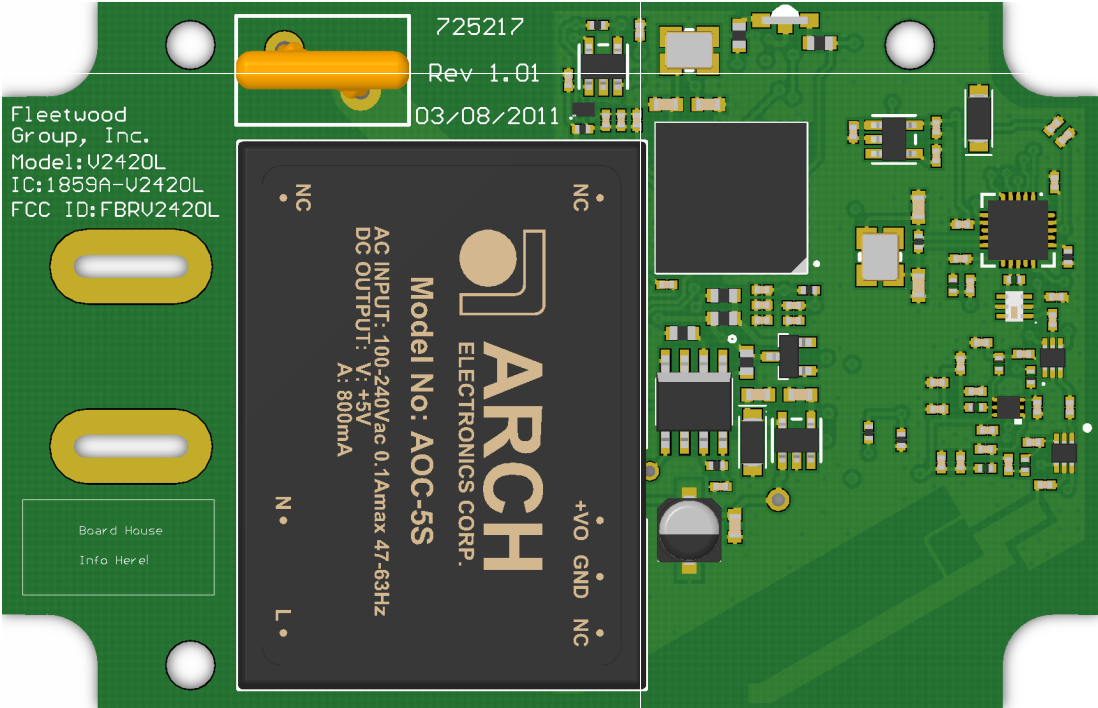 725217
Rev 1.01
03/08/2011
Fleetwood
Group, Inc.
Model:V2420L
IC:1859A-V2420L
FCC ID:FBRV2420L
NC
NC
ARCH
ELECTRONICS CORP.
Model No: AOC-5S
AC INPUT: 100-240Vac 0.1Amax 47-63Hz
DC OUTPUT: V: +5V
A: 800mA
N
L
+VO
GND
NC
Board House
Info Here!